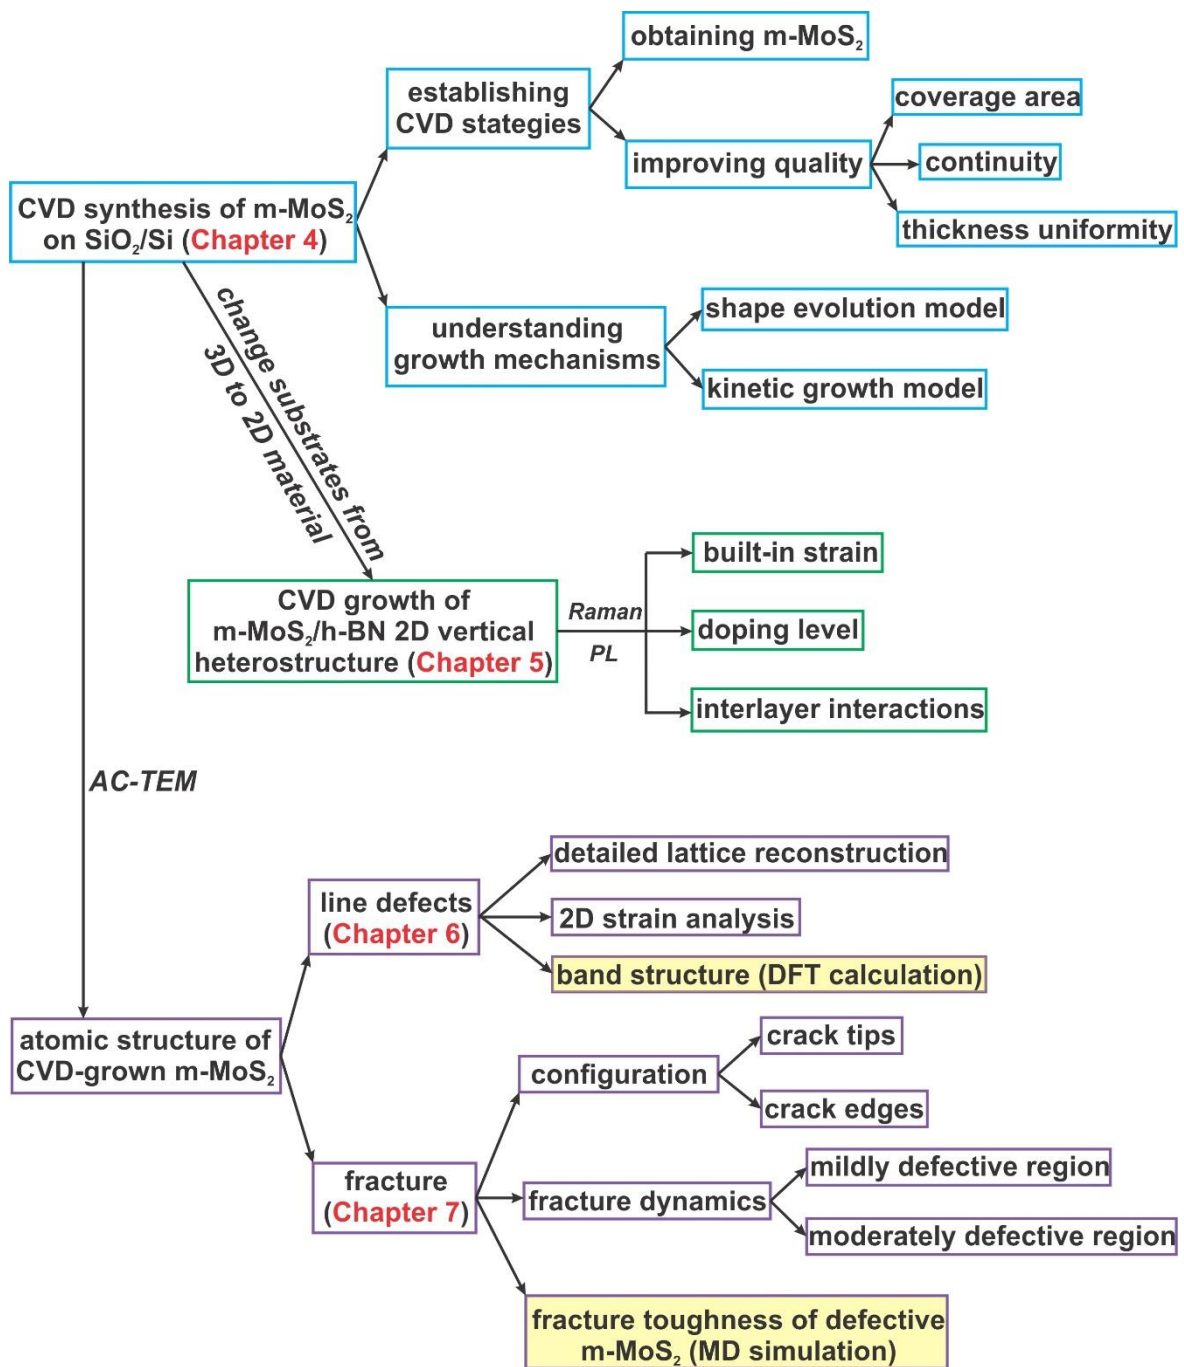 obtaining m-MoS₂
establishing
CVD stategies
coverage area
improving quality
continuity
thickness uniformity
CVD synthesis of m-MoS₂
on SiO₂/Si (Chapter 4)
understanding
growth mechanisms
shape evolution model
kinetic growth model
change substrates from
3D to 2D material
CVD growth of
m-MoS₂/h-BN 2D vertical
heterostructure (Chapter 5)
Raman
PL
built-in strain
doping level
interlayer interactions
AC-TEM
line defects
(Chapter 6)
detailed lattice reconstruction
2D strain analysis
band structure (DFT calculation)
atomic structure of
CVD-grown m-MoS₂
configuration
crack tips
crack edges
fracture
(Chapter 7)
fracture dynamics
mildly defective region
moderately defective region
fracture toughness of defective
m-MoS₂ (MD simulation)